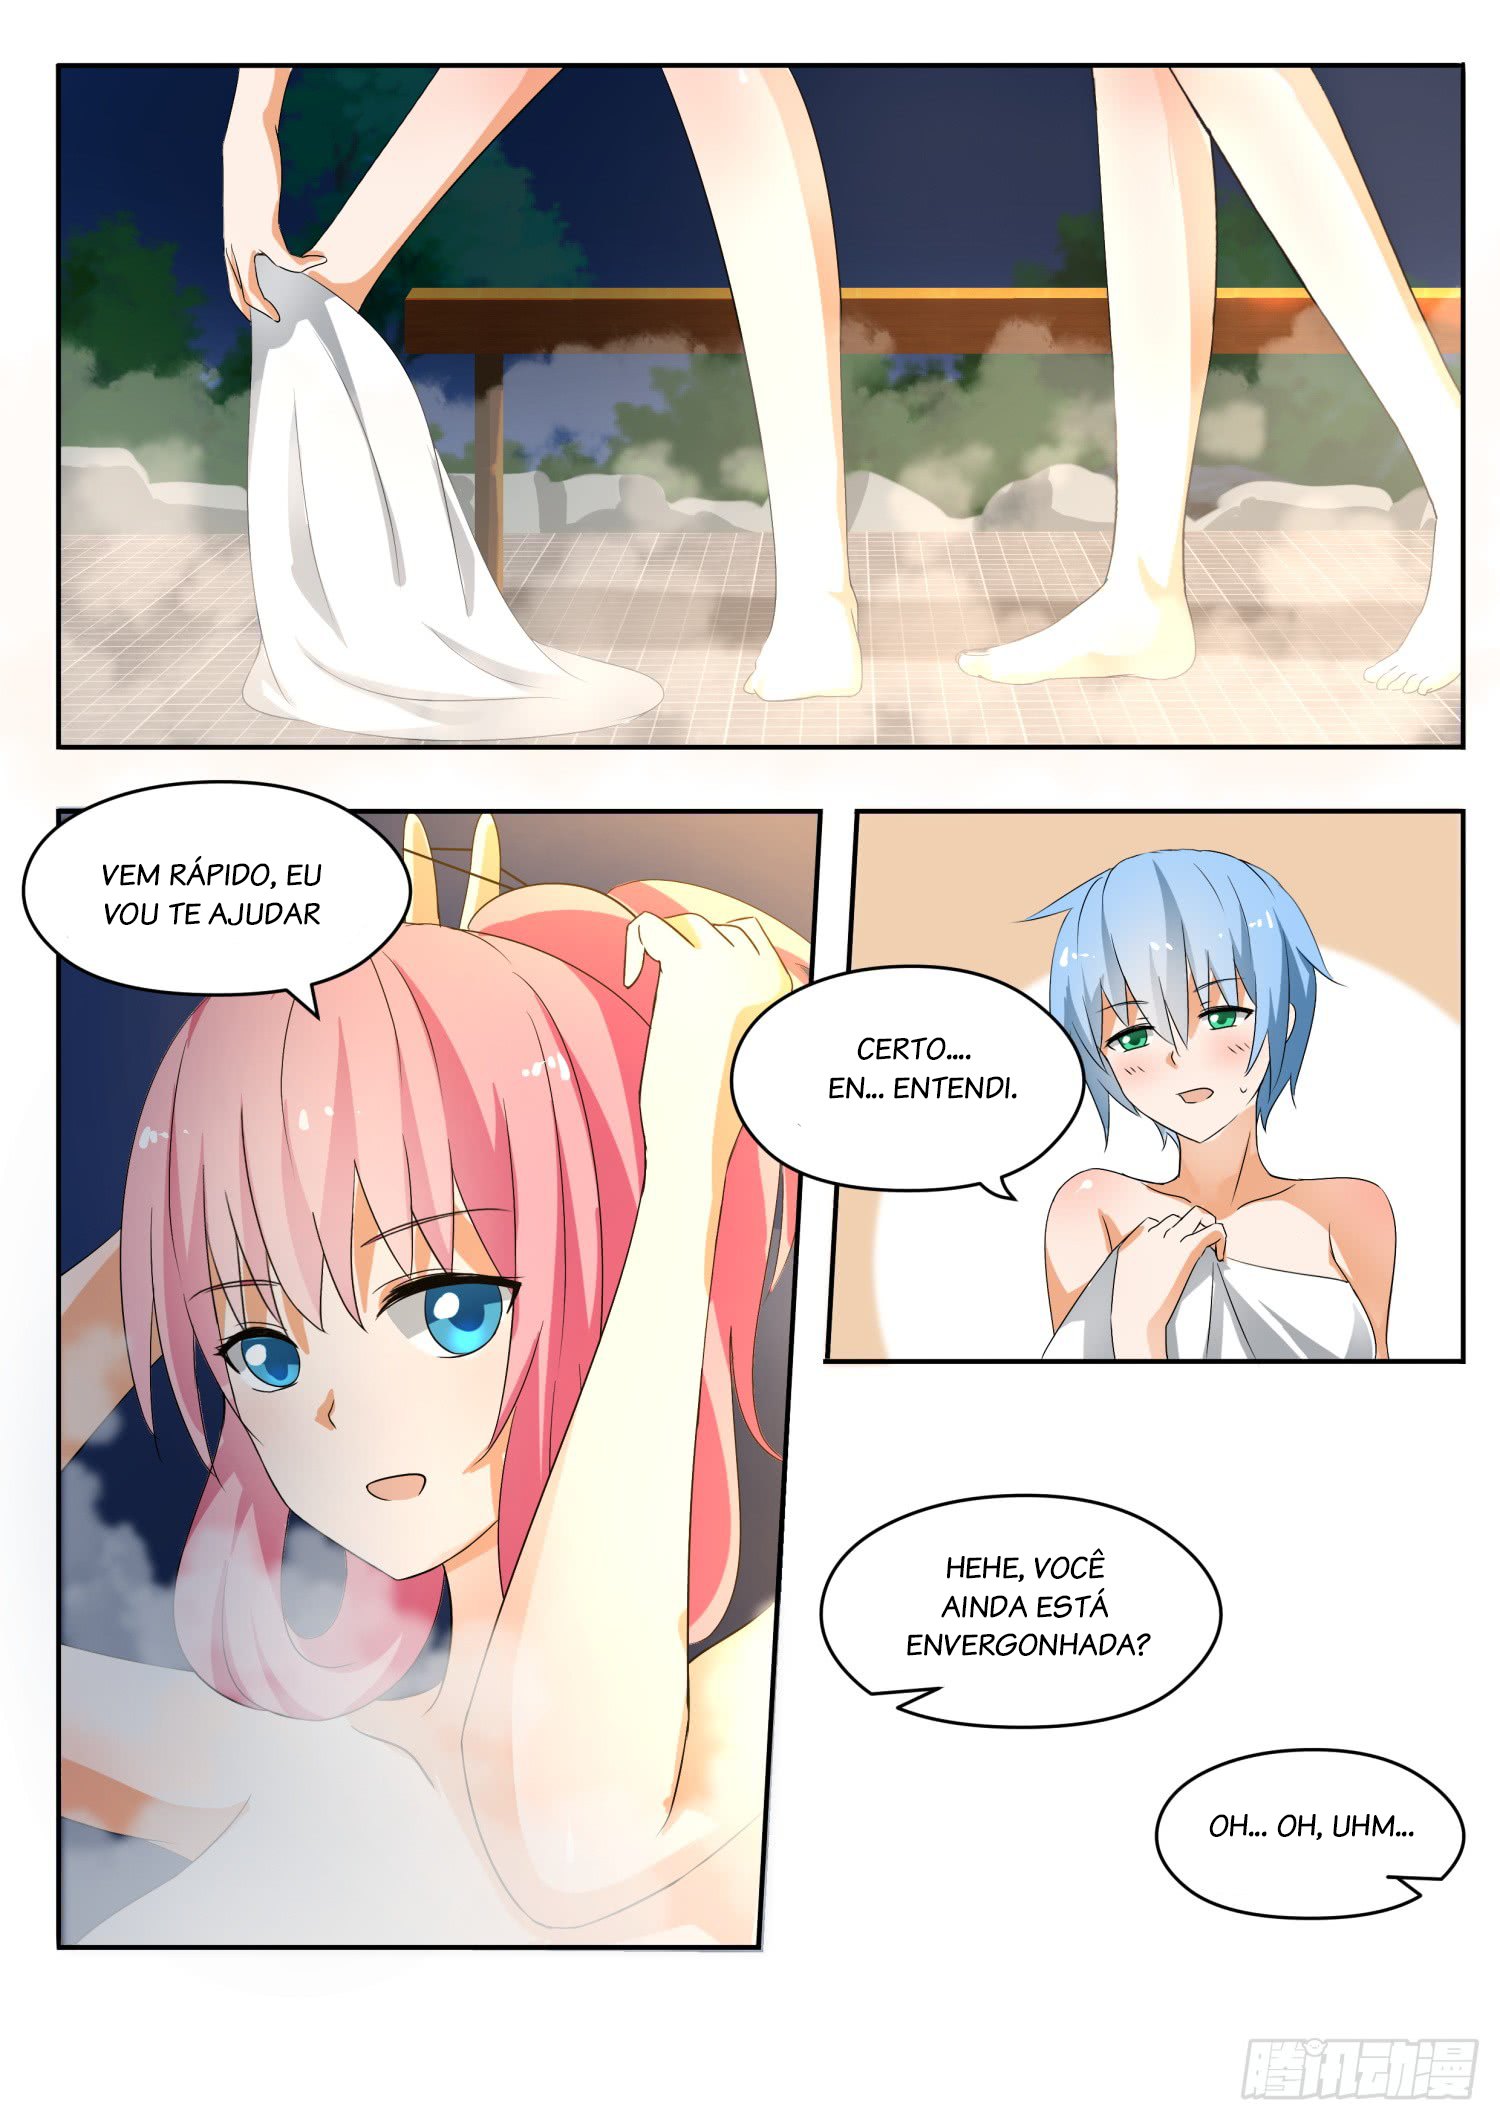 VEM RÁPIDO, EU
VOU TE AJUDAR
CERTO....
EN... ENTENDI.
HEHE, VOCÊ
AINDA ESTÁ
ENVERGONHADA?
OH... OH, UHM...
腾讯动漫